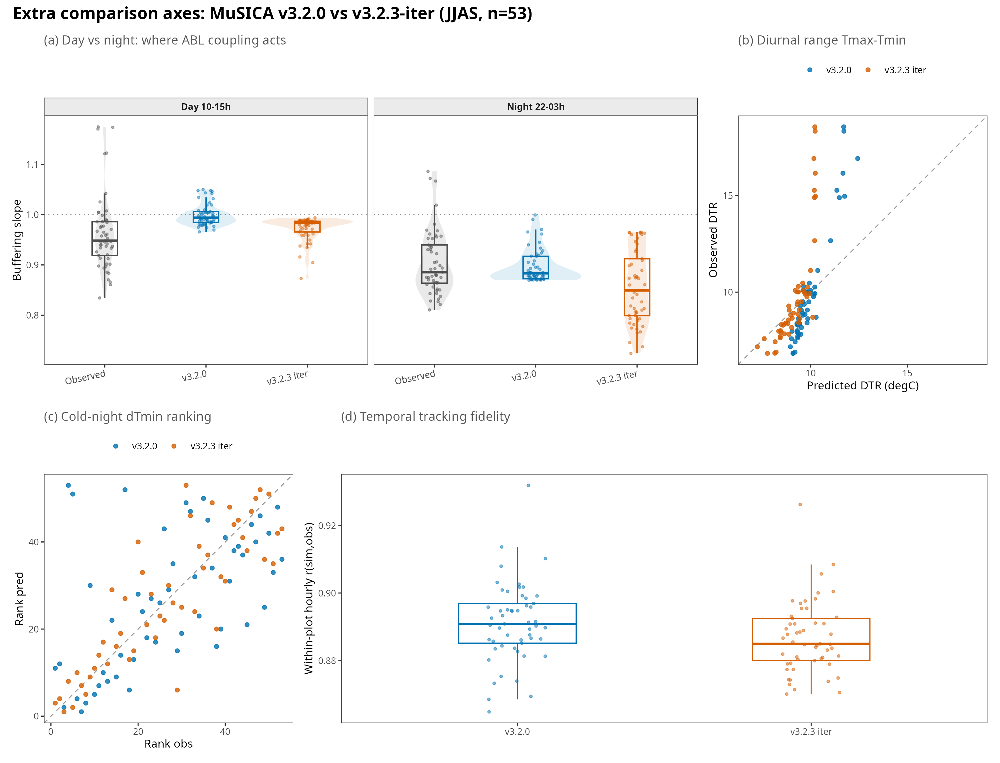 Extra comparison axes: MuSICA v3.2.0 vs v3.2.3-iter (JJAS, n=53)
(a) Day vs night: where ABL coupling acts
Day 10-15h
Night 22-03h
Buffering slope
1.1
1.0
0.9
0.8
Observed
v3.2.0
v3.2.3 iter
Observed
v3.2.0
v3.2.3 iter
(b) Diurnal range Tmax-Tmin
v3.2.0
v3.2.3 iter
Observed DTR
15
10
10
15
Predicted DTR (degC)
(c) Cold-night dTmin ranking
v3.2.0
v3.2.3 iter
Rank pred
40
20
0
0
20
40
Rank obs
(d) Temporal tracking fidelity
Within-plot hourly r(sim,obs)
0.92
0.90
0.88
v3.2.0
v3.2.3 iter